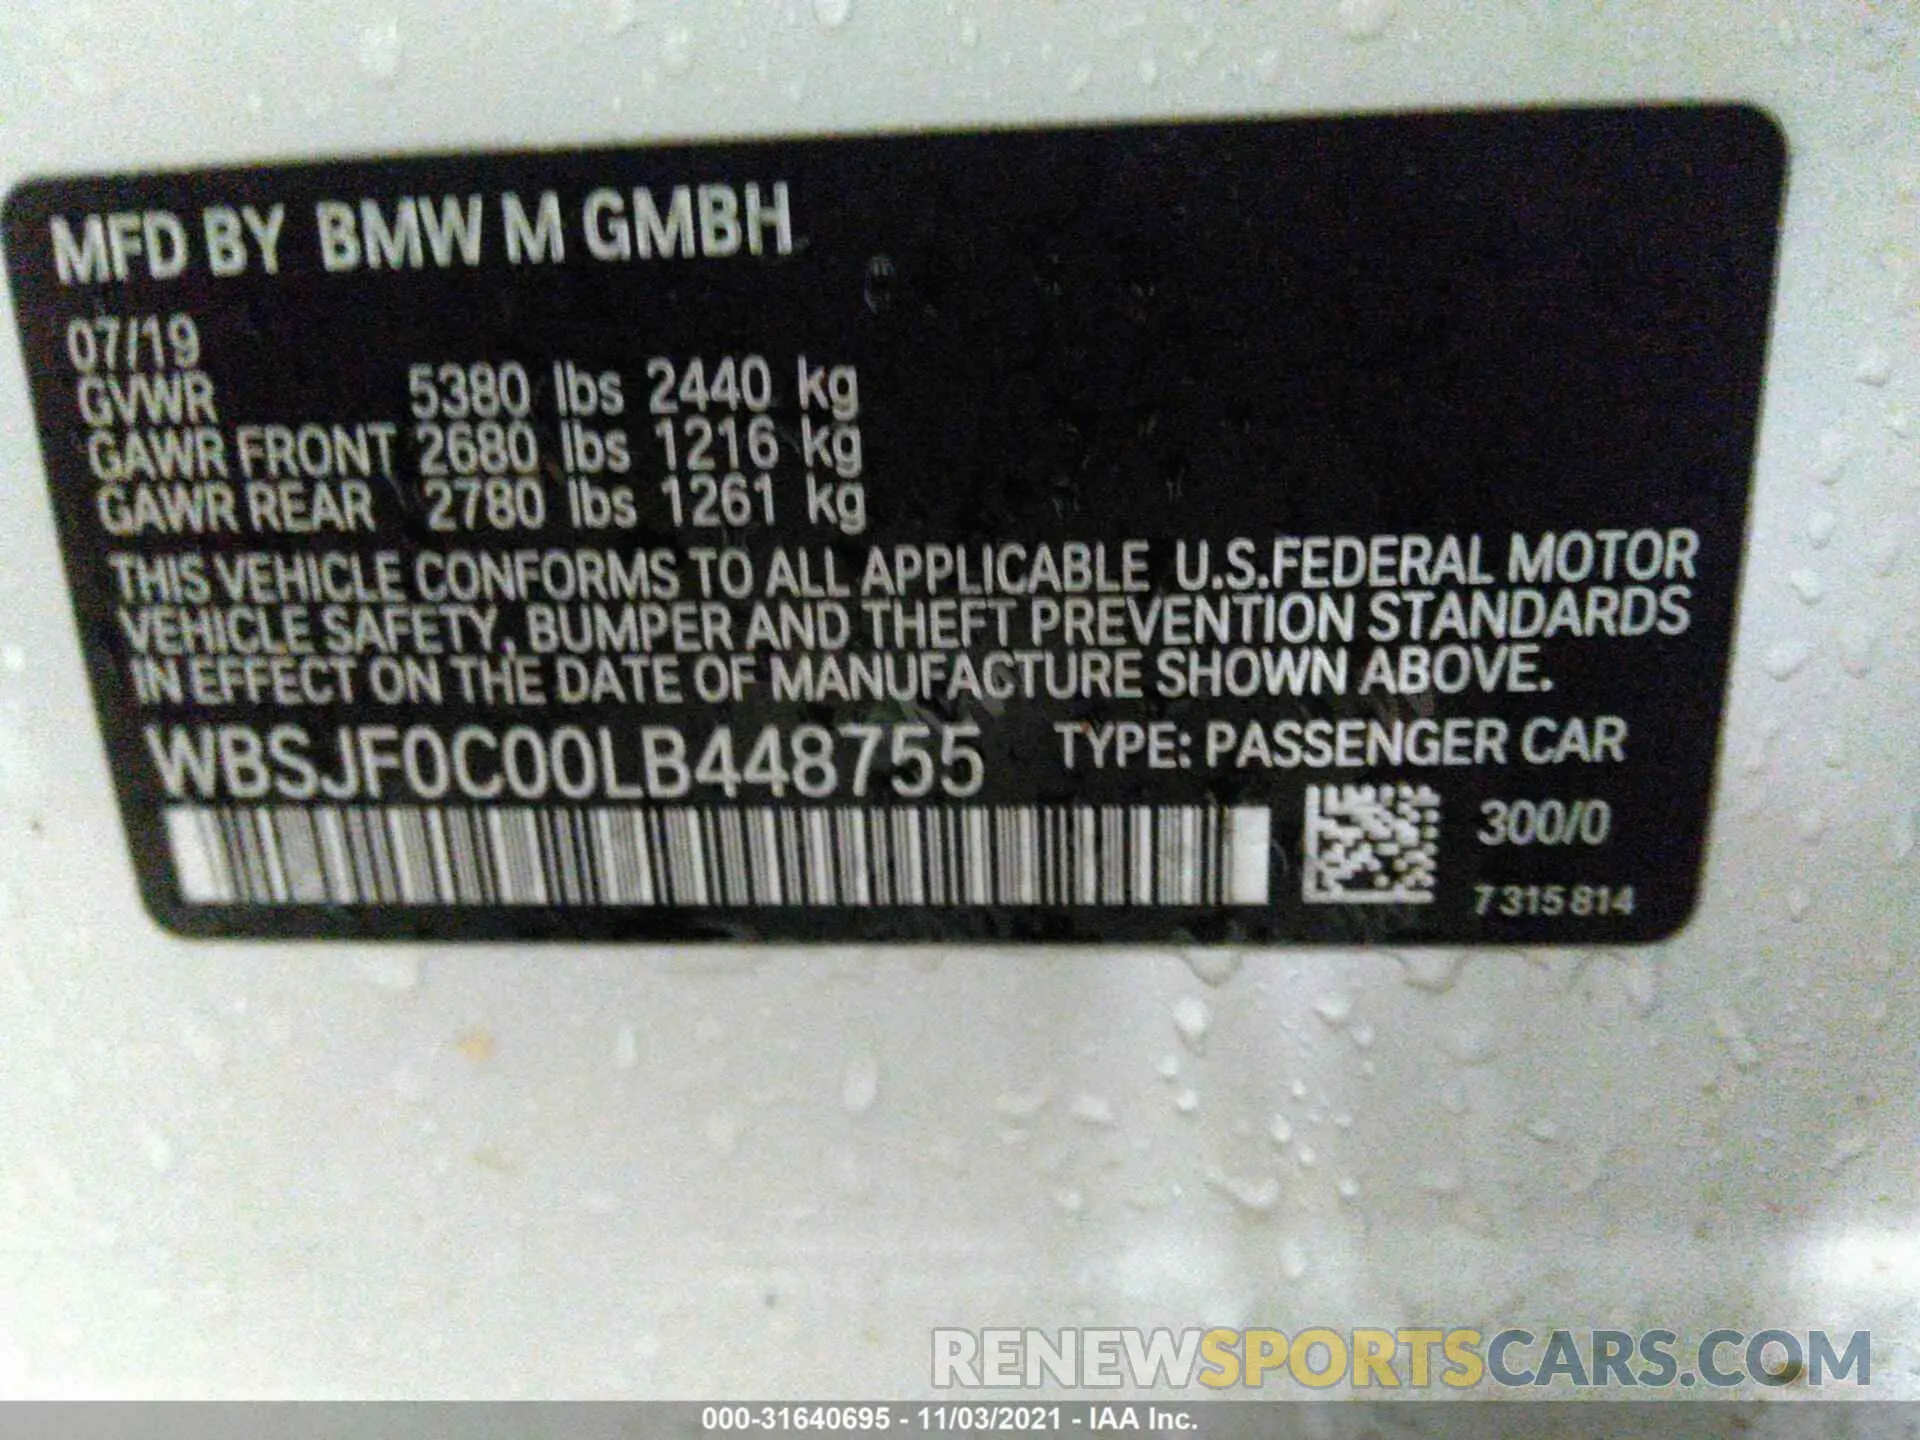 MFD BY BMW M GMBH
07/19
GVWR 5380 lbs 2440 kg
GAWR FRONT 2680 lbs 1216 kg
GAWR REAR 2780 lbs 1261 kg
THIS VEHICLE CONFORMS TO ALL APPLICABLE U.S.FEDERAL MOTOR
VEHICLE SAFETY, BUMPER AND THEFT PREVENTION STANDARDS
IN EFFECT ON THE DATE OF MANUFACTURE SHOWN ABOVE.
WBSJF0C00LB448755 TYPE: PASSENGER CAR
300/0
7315814
RENEWSPORTSCARS.COM
000-31640695 - 11/03/2021 - IAA Inc.